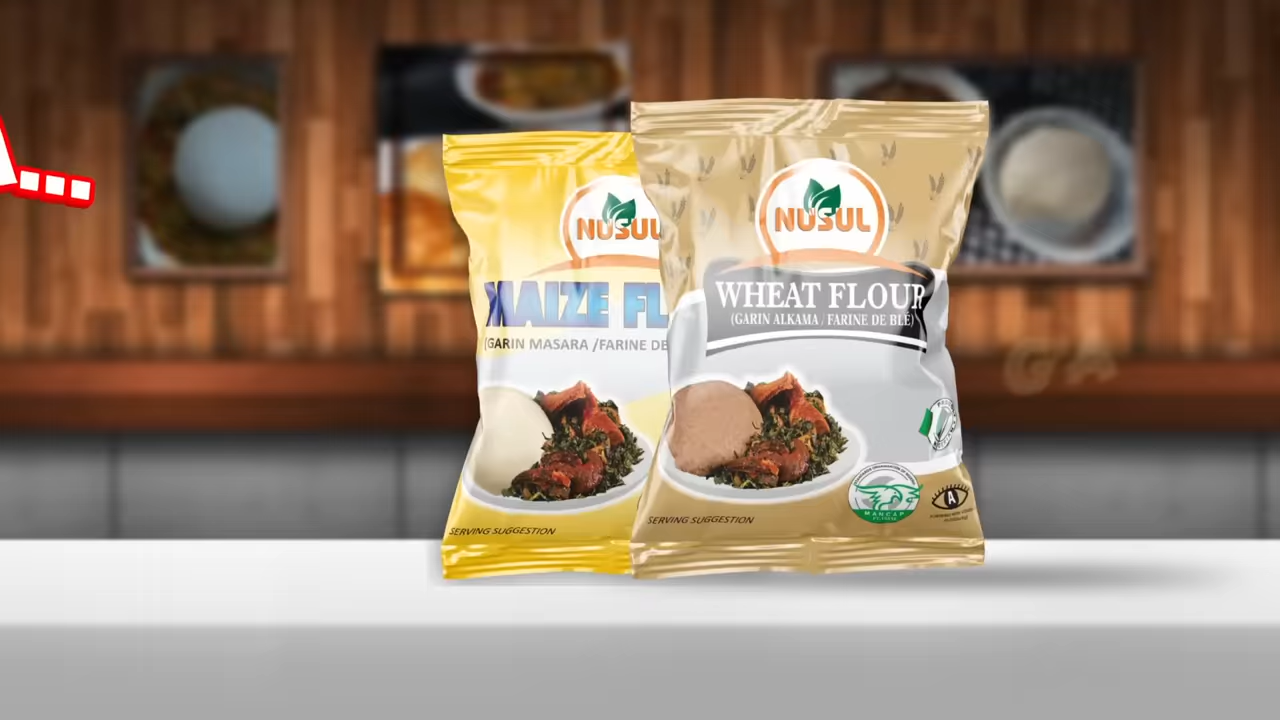 NUSUL
MAIZE FL
(GARIN MASARA /FARINE DE
SERVING SUGGESTION
NUSUL
WHEAT FLOUR
(GARIN ALKAMA / FARINE DE BLÉ)
SERVING SUGGESTION
MANCAP
A